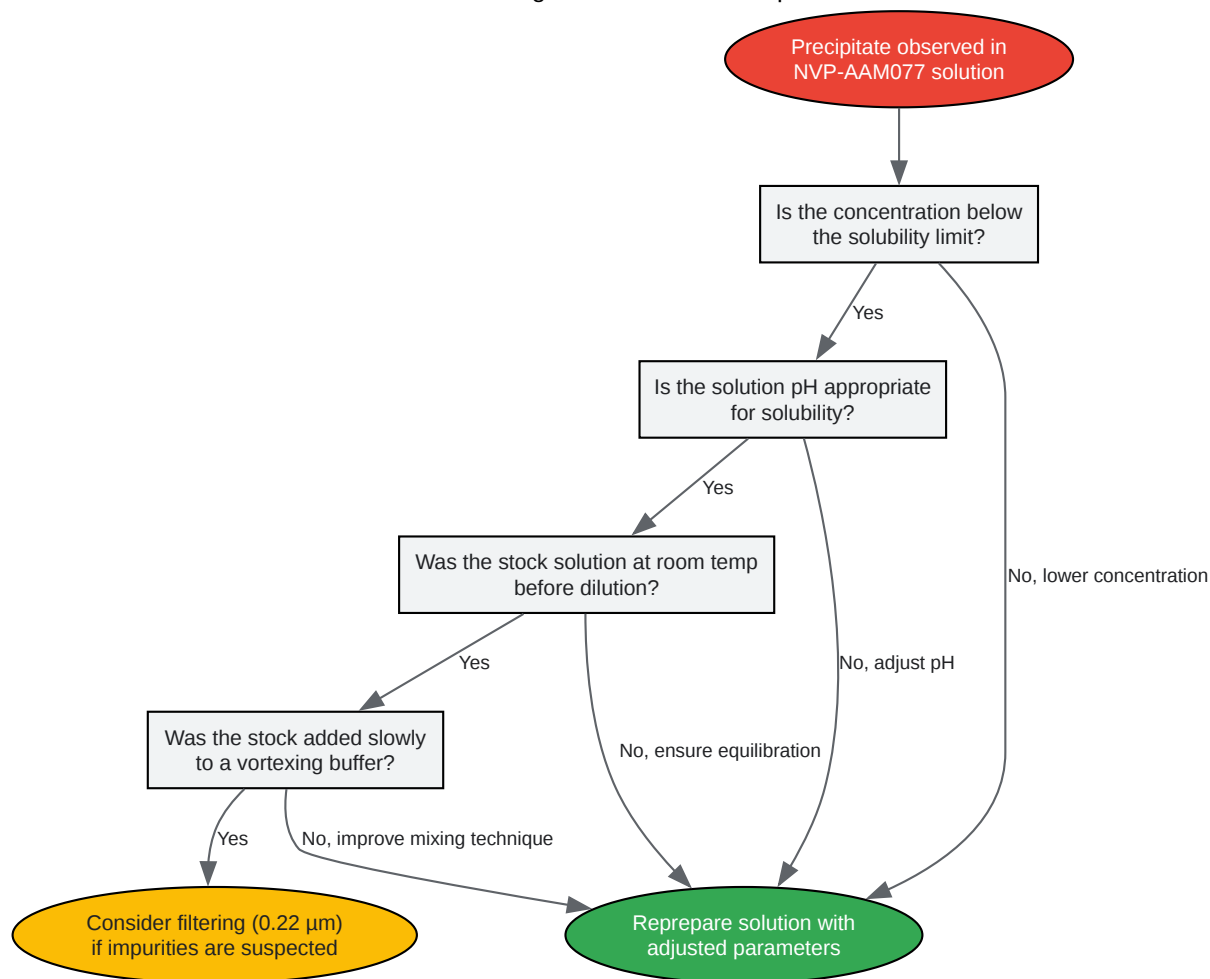 Precipitate observed in
NVP-AAM077 solution
Is the concentration below
the solubility limit?
Yes
Is the solution pH appropriate
for solubility?
Yes
Was the stock solution at room temp
before dilution?
No, lower concentration
Yes
No, adjust pH
Was the stock added slowly
to a vortexing buffer?
No, ensure equilibration
Yes
No, improve mixing technique
Consider filtering (0.22 µm)
if impurities are suspected
Reprepare solution with
adjusted parameters